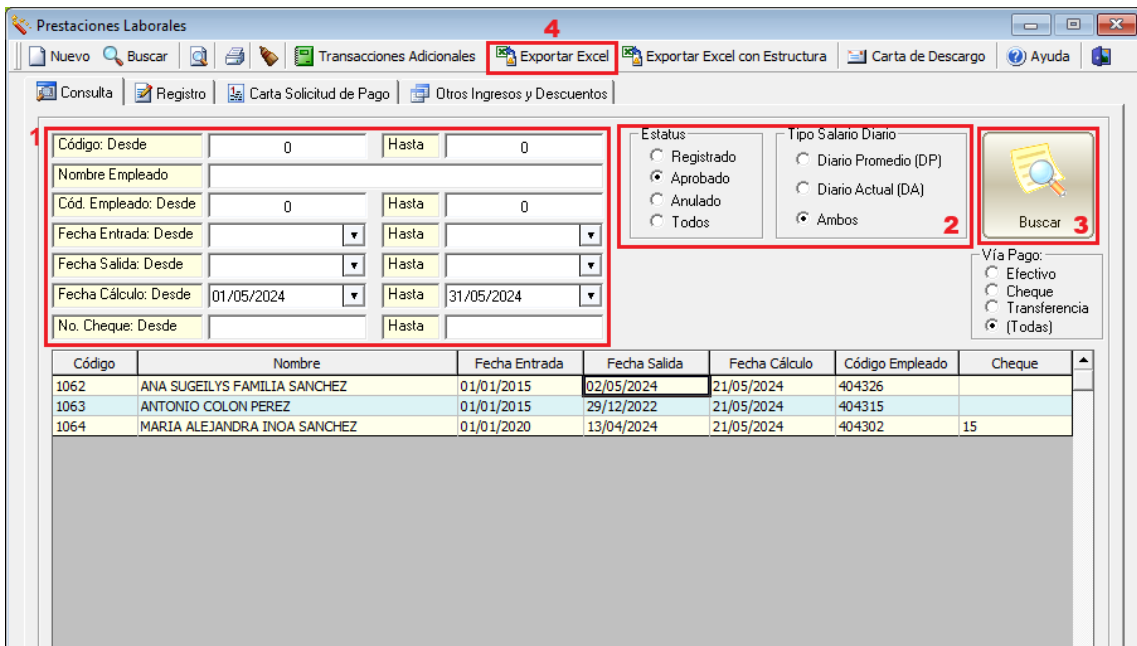 Prestaciones Laborales
4
Nuevo Buscar Transacciones Adicionales Exportar Excel Exportar Excel con Estructura Carta de Descargo Ayuda
Consulta Registro Carta Solicitud de Pago Otros Ingresos y Descuentos
1
Código: Desde 0 Hasta 0
Nombre Empleado
Cód. Empleado: Desde 0 Hasta 0
Fecha Entrada: Desde Hasta
Fecha Salida: Desde Hasta
Fecha Cálculo: Desde 01/05/2024 Hasta 31/05/2024
No. Cheque: Desde Hasta
Estatus
Registrado
Aprobado
Anulado
Todos
Tipo Salario Diario
Diario Promedio (DP)
Diario Actual (DA)
Ambos
2
Buscar 3
Vía Pago:
Efectivo
Cheque
Transferencia
(Todas)
Código Nombre Fecha Entrada Fecha Salida Fecha Cálculo Código Empleado Cheque
1062 ANA SUGEILYS FAMILIA SANCHEZ 01/01/2015 02/05/2024 21/05/2024 404326
1063 ANTONIO COLON PEREZ 01/01/2015 29/12/2022 21/05/2024 404315
1064 MARIA ALEJANDRA INOA SANCHEZ 01/01/2020 13/04/2024 21/05/2024 404302 15